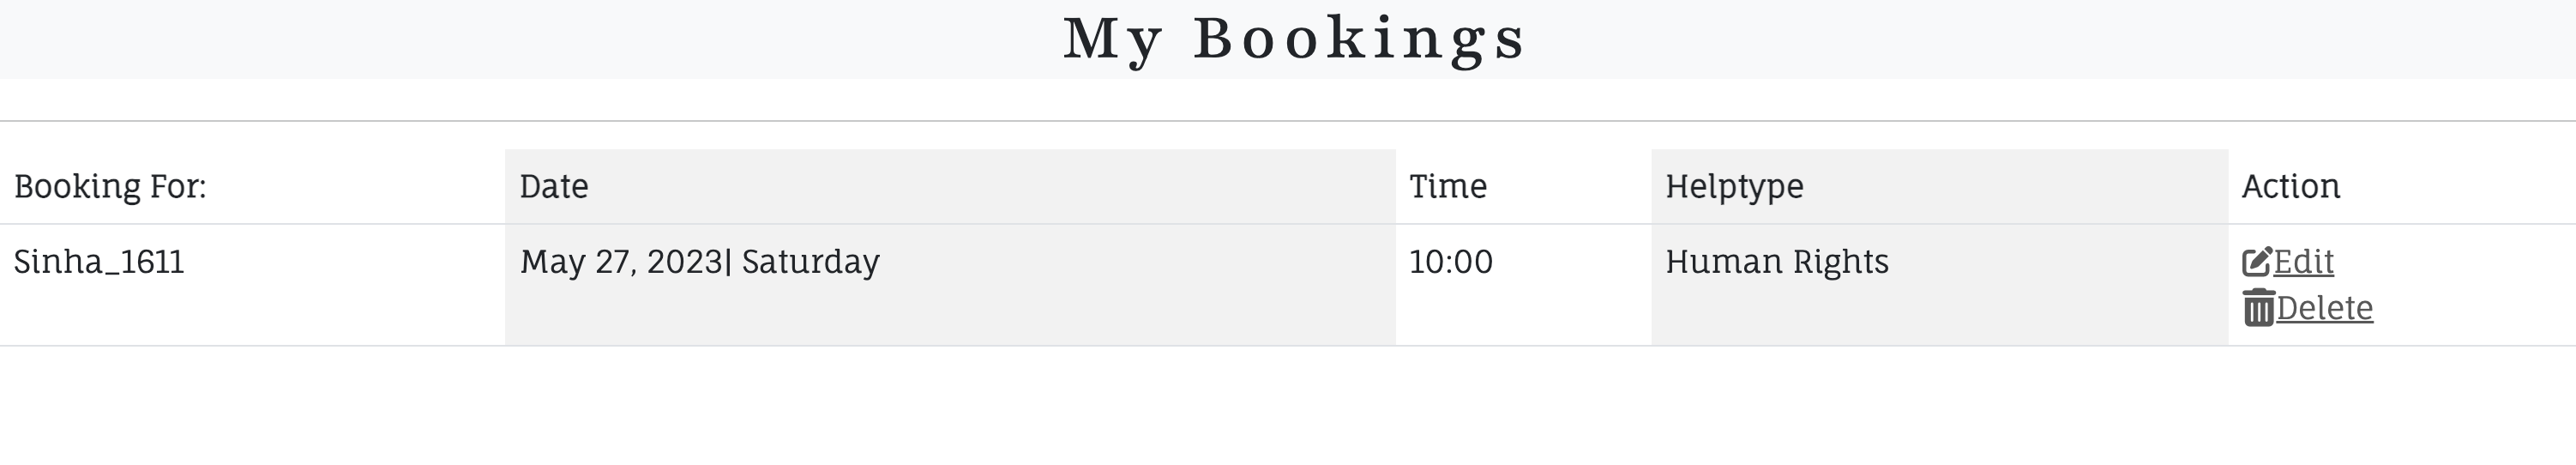 My Bookings
Booking For: Date Time Helptype Action
Sinha_1611 May 27, 2023| Saturday 10:00 Human Rights Edit
Delete